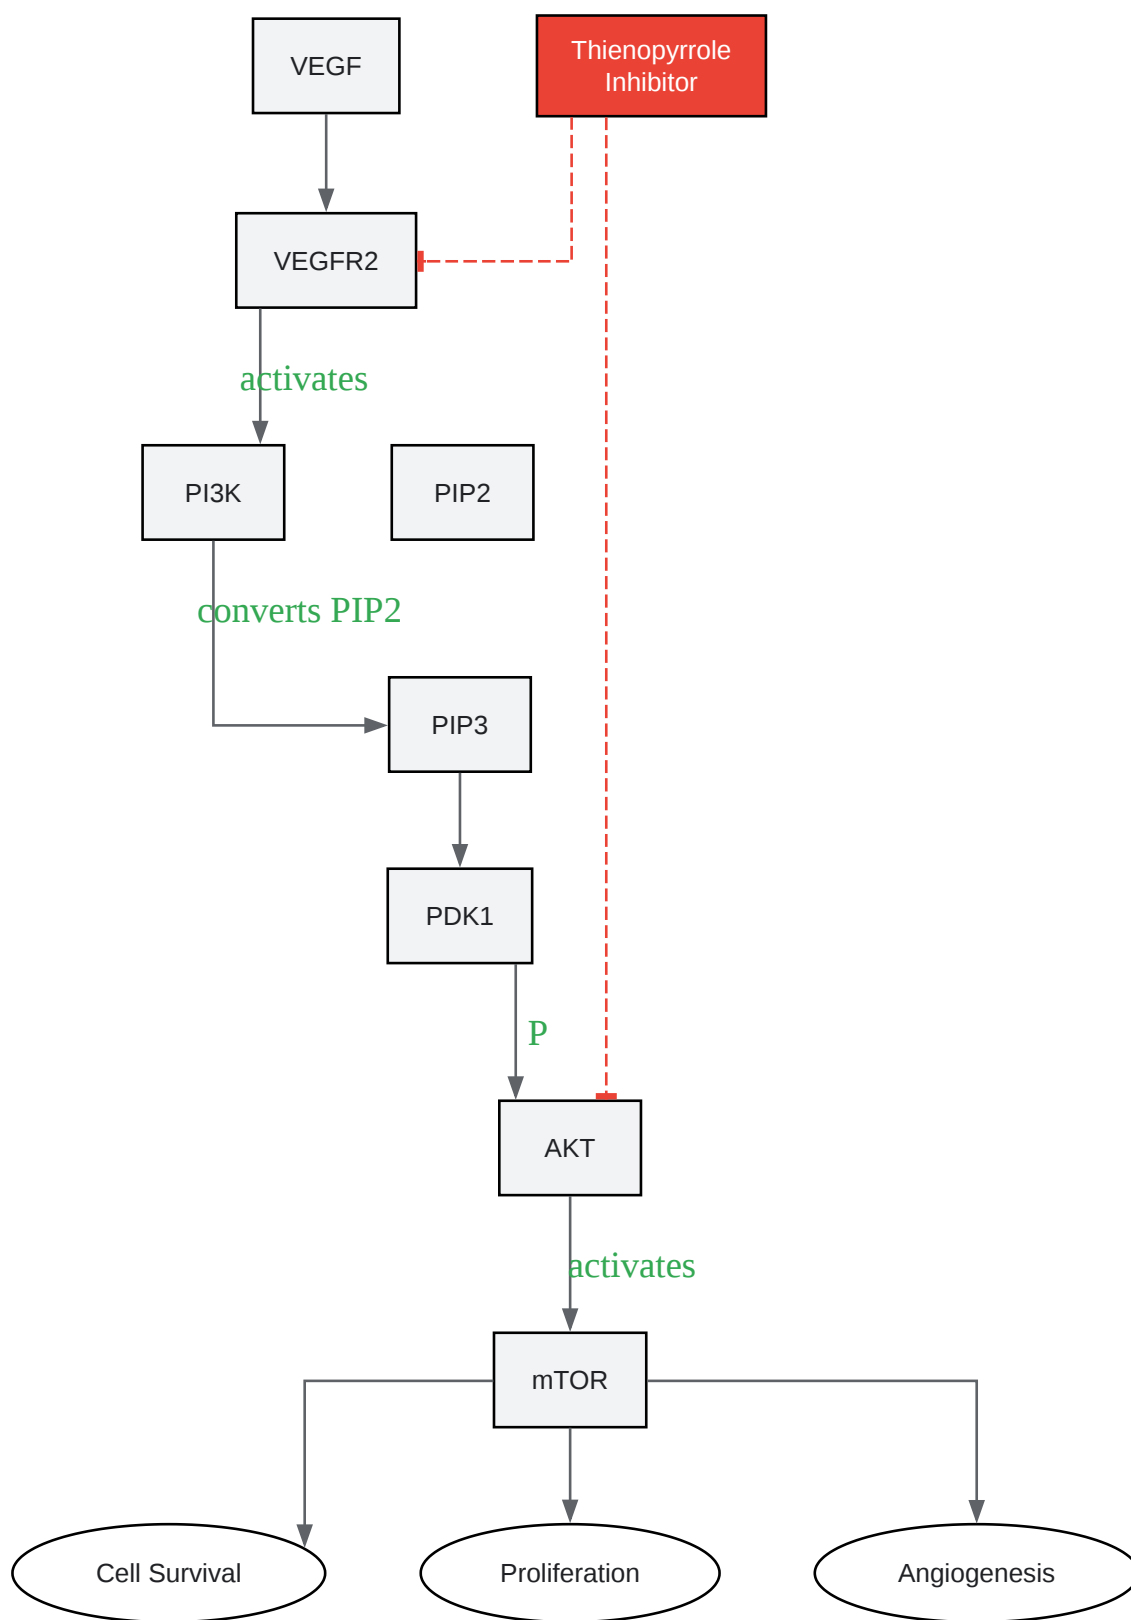 VEGF
Thienopyrrole
Inhibitor
VEGFR2
activates
PI3K
PIP2
converts PIP2
PIP3
PDK1
P
AKT
activates
mTOR
Cell Survival
Proliferation
Angiogenesis